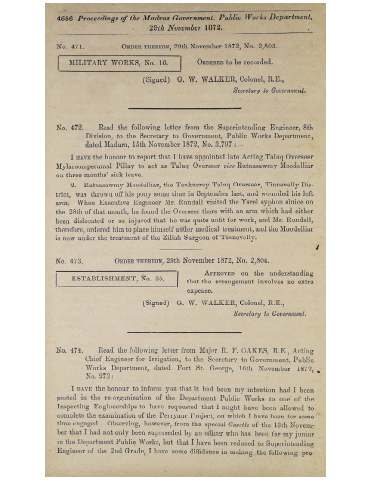 4686 Proceedings of the Madras Government, Public Works Department,
29th November 1872.
No. 471. ORDER THEREON, 29th November 1872, No. 2,803.
MILITARY WORKS, No. 16. ORDERED to be recorded.
(Signed) G. W. WALKER, Colonel, R.E.,
Secretary to Government.
No. 472. Read the following letter from the Superintending Engineer, 8th
Division, to the Secretary to Government, Public Works Department,
dated Madura, 15th November 1872, No. 3,797:—
I HAVE the honour to report that I have appointed late Acting Taluq Overseer
Mylacoomperumal Pillay to act as Taluq Overseer vice Ratnasawmy Moodelliar
on three months' sick leave.
2. Ratnasawmy Moodelliar, the Tenkaussy Taluq Overseer, Tinnevelly Dis-
trict, was thrown off his pony some time in September last, and wounded his left
arm. When Executive Engineer Mr. Rundall visited the Yarel syphon sluice on
the 28th of that month, he found the Overseer there with an arm which had either
been dislocated or so injured that he was quite unfit for work, and Mr. Rundall,
therefore, ordered him to place himself under medical treatment, and the Moodelliar
is now under the treatment of the Zillah Surgeon of Tinnevelly.
No. 473. ORDER THEREON, 29th November 1872, No. 2,804.
ESTABLISHMENT, No. 35. APPROVED on the understanding
that the arrangement involves no extra
expense.
(Signed) G. W. WALKER, Colonel, R.E.,
Secretary to Government.
No. 474. Read the following letter from Major R. F. OAKES, R.E., Acting
Chief Engineer for Irrigation, to the Secretary to Government, Public
Works Department, dated Fort St. George, 16th November 1872,
No. 272:
I HAVE the honour to inform you that it had been my intention had I been
posted in the re-organisation of the Department Public Works to one of the
Inspecting Engineerships to have requested that I might have been allowed to
complete the examination of the Periyaur Project, on which I have been for some
time engaged. Observing, however, from the special Gazette of the 13th Novem-
ber that I had not only been superseded by an officer who has been far my junior
in the Department Public Works, but that I have been reduced to Superintending
Engineer of the 2nd Grade, I have some diffidence in making the following pro-